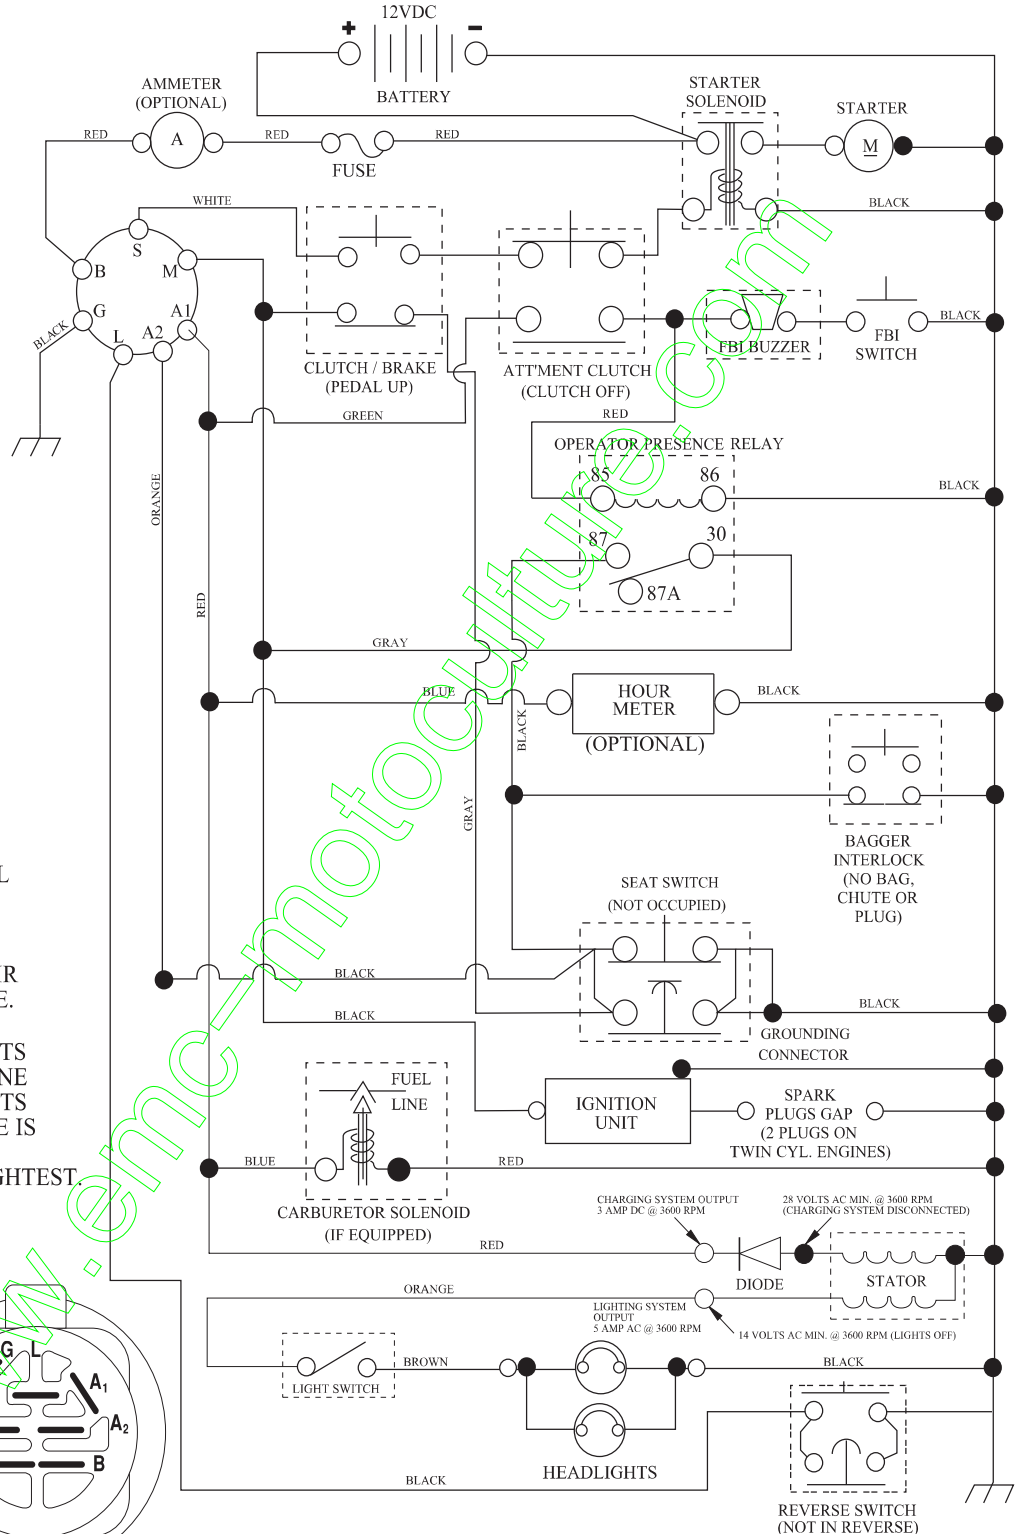 12VDC
+
-
BATTERY
AMMETER
(OPTIONAL)
A
RED
RED
FUSE
RED
STARTER
SOLENOID
STARTER
M
WHITE
BLACK
S
B
M
G
A1
L
A2
BLACK
CLUTCH / BRAKE
(PEDAL UP)
ATT'MENT CLUTCH
(CLUTCH OFF)
FBI BUZZER
FBI
SWITCH
BLACK
GREEN
RED
OPERATOR PRESENCE RELAY
85
86
BLACK
87
30
87A
ORANGE
RED
GRAY
BLUE
HOUR
METER
(OPTIONAL)
BLACK
BLACK
GRAY
BAGGER
INTERLOCK
(NO BAG,
CHUTE OR
PLUG)
SEAT SWITCH
(NOT OCCUPIED)
BLACK
BLACK
BLACK
GROUNDING
CONNECTOR
L
IR
E.
TS
NE
TS
E IS
GHTEST.
FUEL
LINE
IGNITION
UNIT
SPARK
PLUGS GAP
(2 PLUGS ON
TWIN CYL. ENGINES)
BLUE
RED
CARBURETOR SOLENOID
(IF EQUIPPED)
CHARGING SYSTEM OUTPUT
3 AMP DC @ 3600 RPM
28 VOLTS AC MIN. @ 3600 RPM
(CHARGING SYSTEM DISCONNECTED)
RED
DIODE
STATOR
ORANGE
LIGHTING SYSTEM
OUTPUT
5 AMP AC @ 3600 RPM
14 VOLTS AC MIN. @ 3600 RPM (LIGHTS OFF)
LIGHT SWITCH
BROWN
BLACK
HEADLIGHTS
BLACK
REVERSE SWITCH
(NOT IN REVERSE)
G
L
A1
A2
B
w.emc-motoculture.com